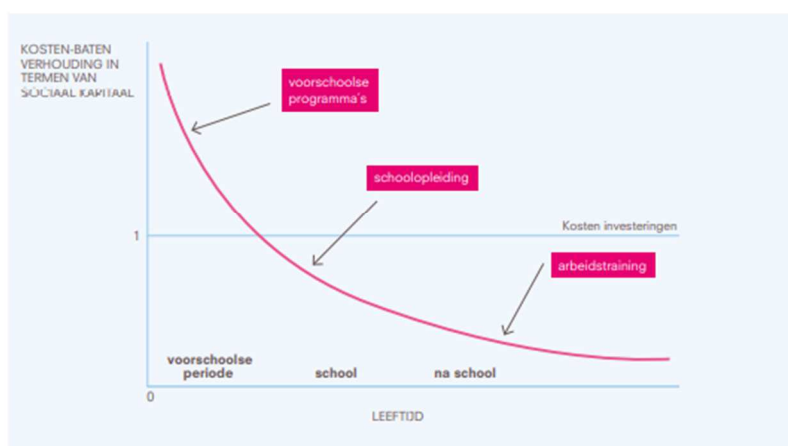 KOSTEN-BATEN
VERHOUDING IN
TERMEN VAN
SOCIAAL KAPITAAL
voorschoolse
programma's
schoolopleiding
1
Kosten investeringen
arbeidstraining
voorschoolse
periode
school
na school
0
LEEFTIJD